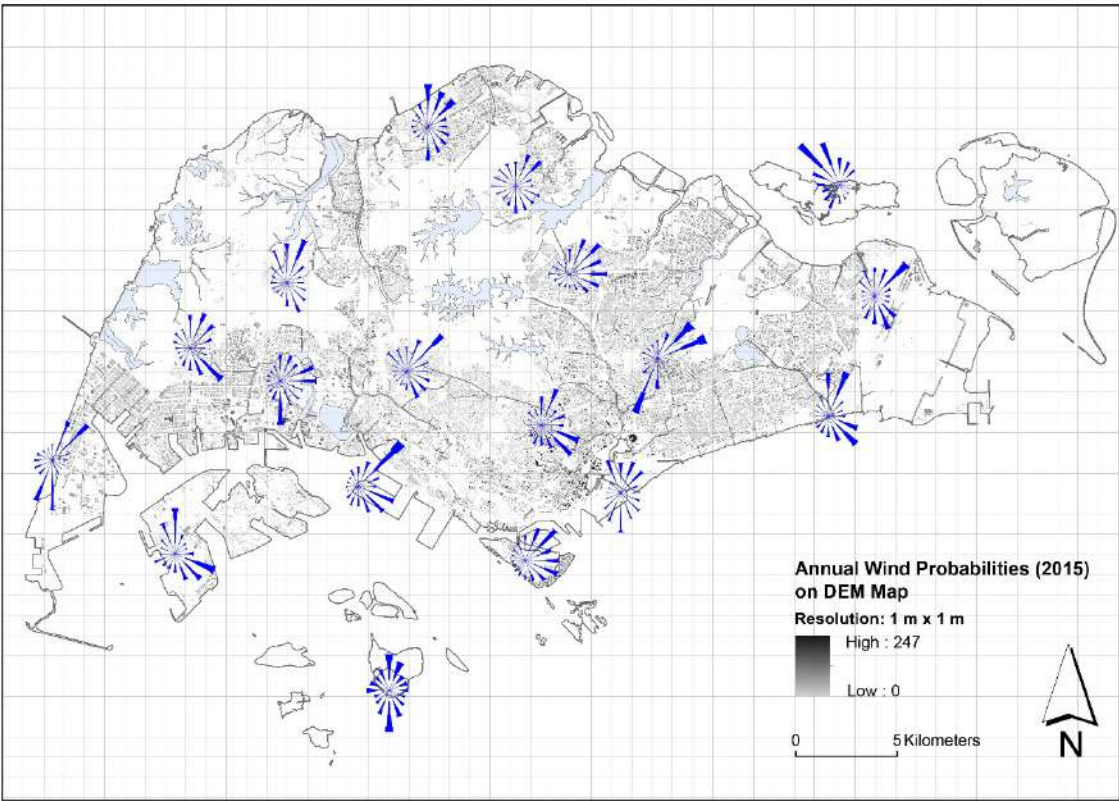 Annual Wind Probabilities (2015)
on DEM Map
Resolution: 1 m x 1 m
High : 247
Low : 0
0 5 Kilometers
N